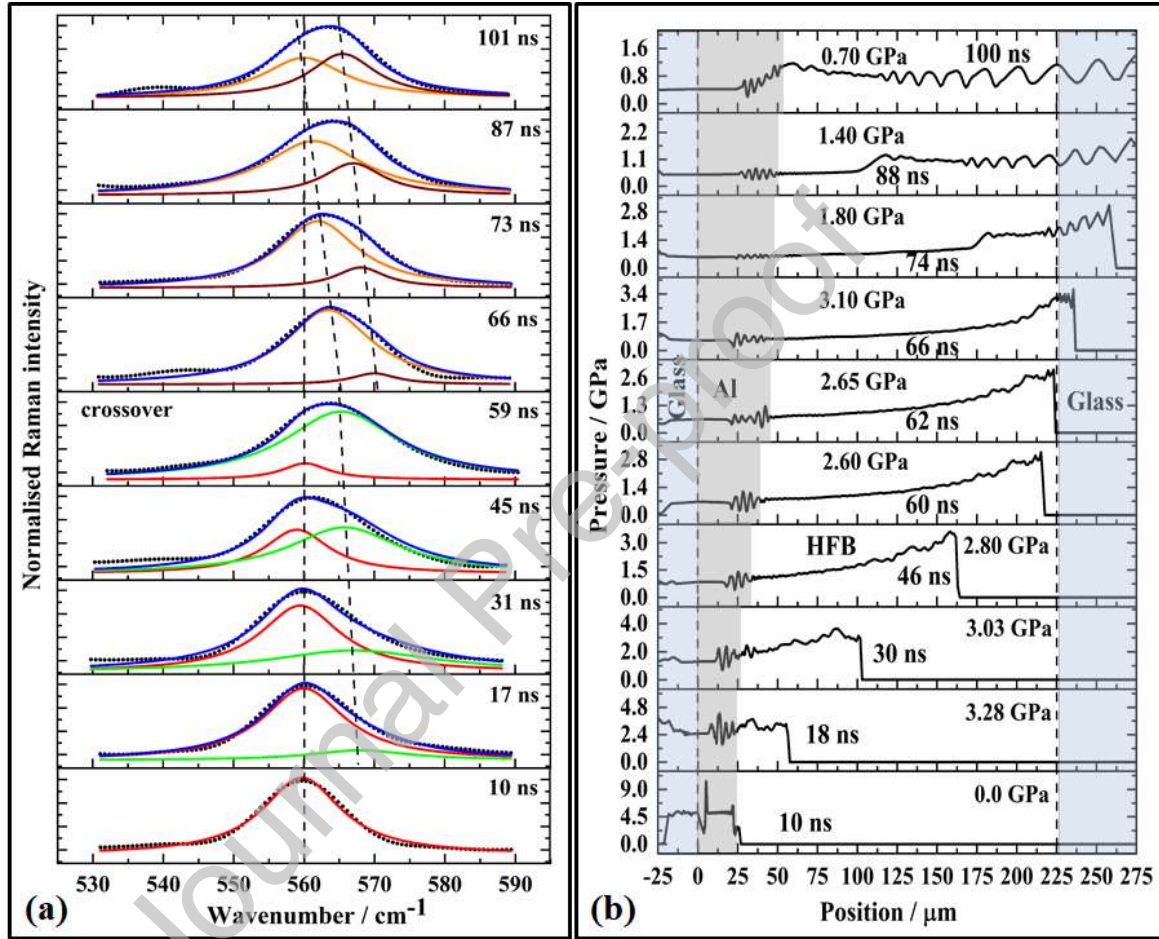 101 ns
87 ns
73 ns
66 ns
59 ns
crossover
45 ns
31 ns
17 ns
10 ns
Normalised Raman intensity
530 540 550 560 570 580 590
Wavenumber / cm-1
(a)
0.70 GPa 100 ns
1.6
0.8
0.0
1.40 GPa
88 ns
2.2
1.1
0.0
1.80 GPa
74 ns
2.8
1.4
0.0
3.10 GPa
66 ns
3.4
1.7
0.0
2.65 GPa
62 ns
2.6
1.3
0.0
Glass
Al
Glass
2.60 GPa
60 ns
2.8
1.4
0.0
HFB
2.80 GPa
46 ns
3.0
1.5
0.0
3.03 GPa
30 ns
4.0
2.0
0.0
3.28 GPa
18 ns
4.8
2.4
0.0
0.0 GPa
10 ns
9.0
4.5
0.0
Pressure / GPa
-25 0 25 50 75 100 125 150 175 200 225 250 275
Position / μm
(b)
Journal Pre-proof